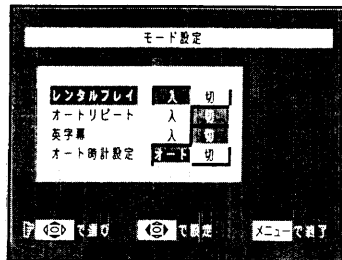 モード設定
レンタルプレイ 入 切
オートリピート 入 切
英字幕 入 切
オート時計設定 オート 切
で選び で設定 メニューで終了